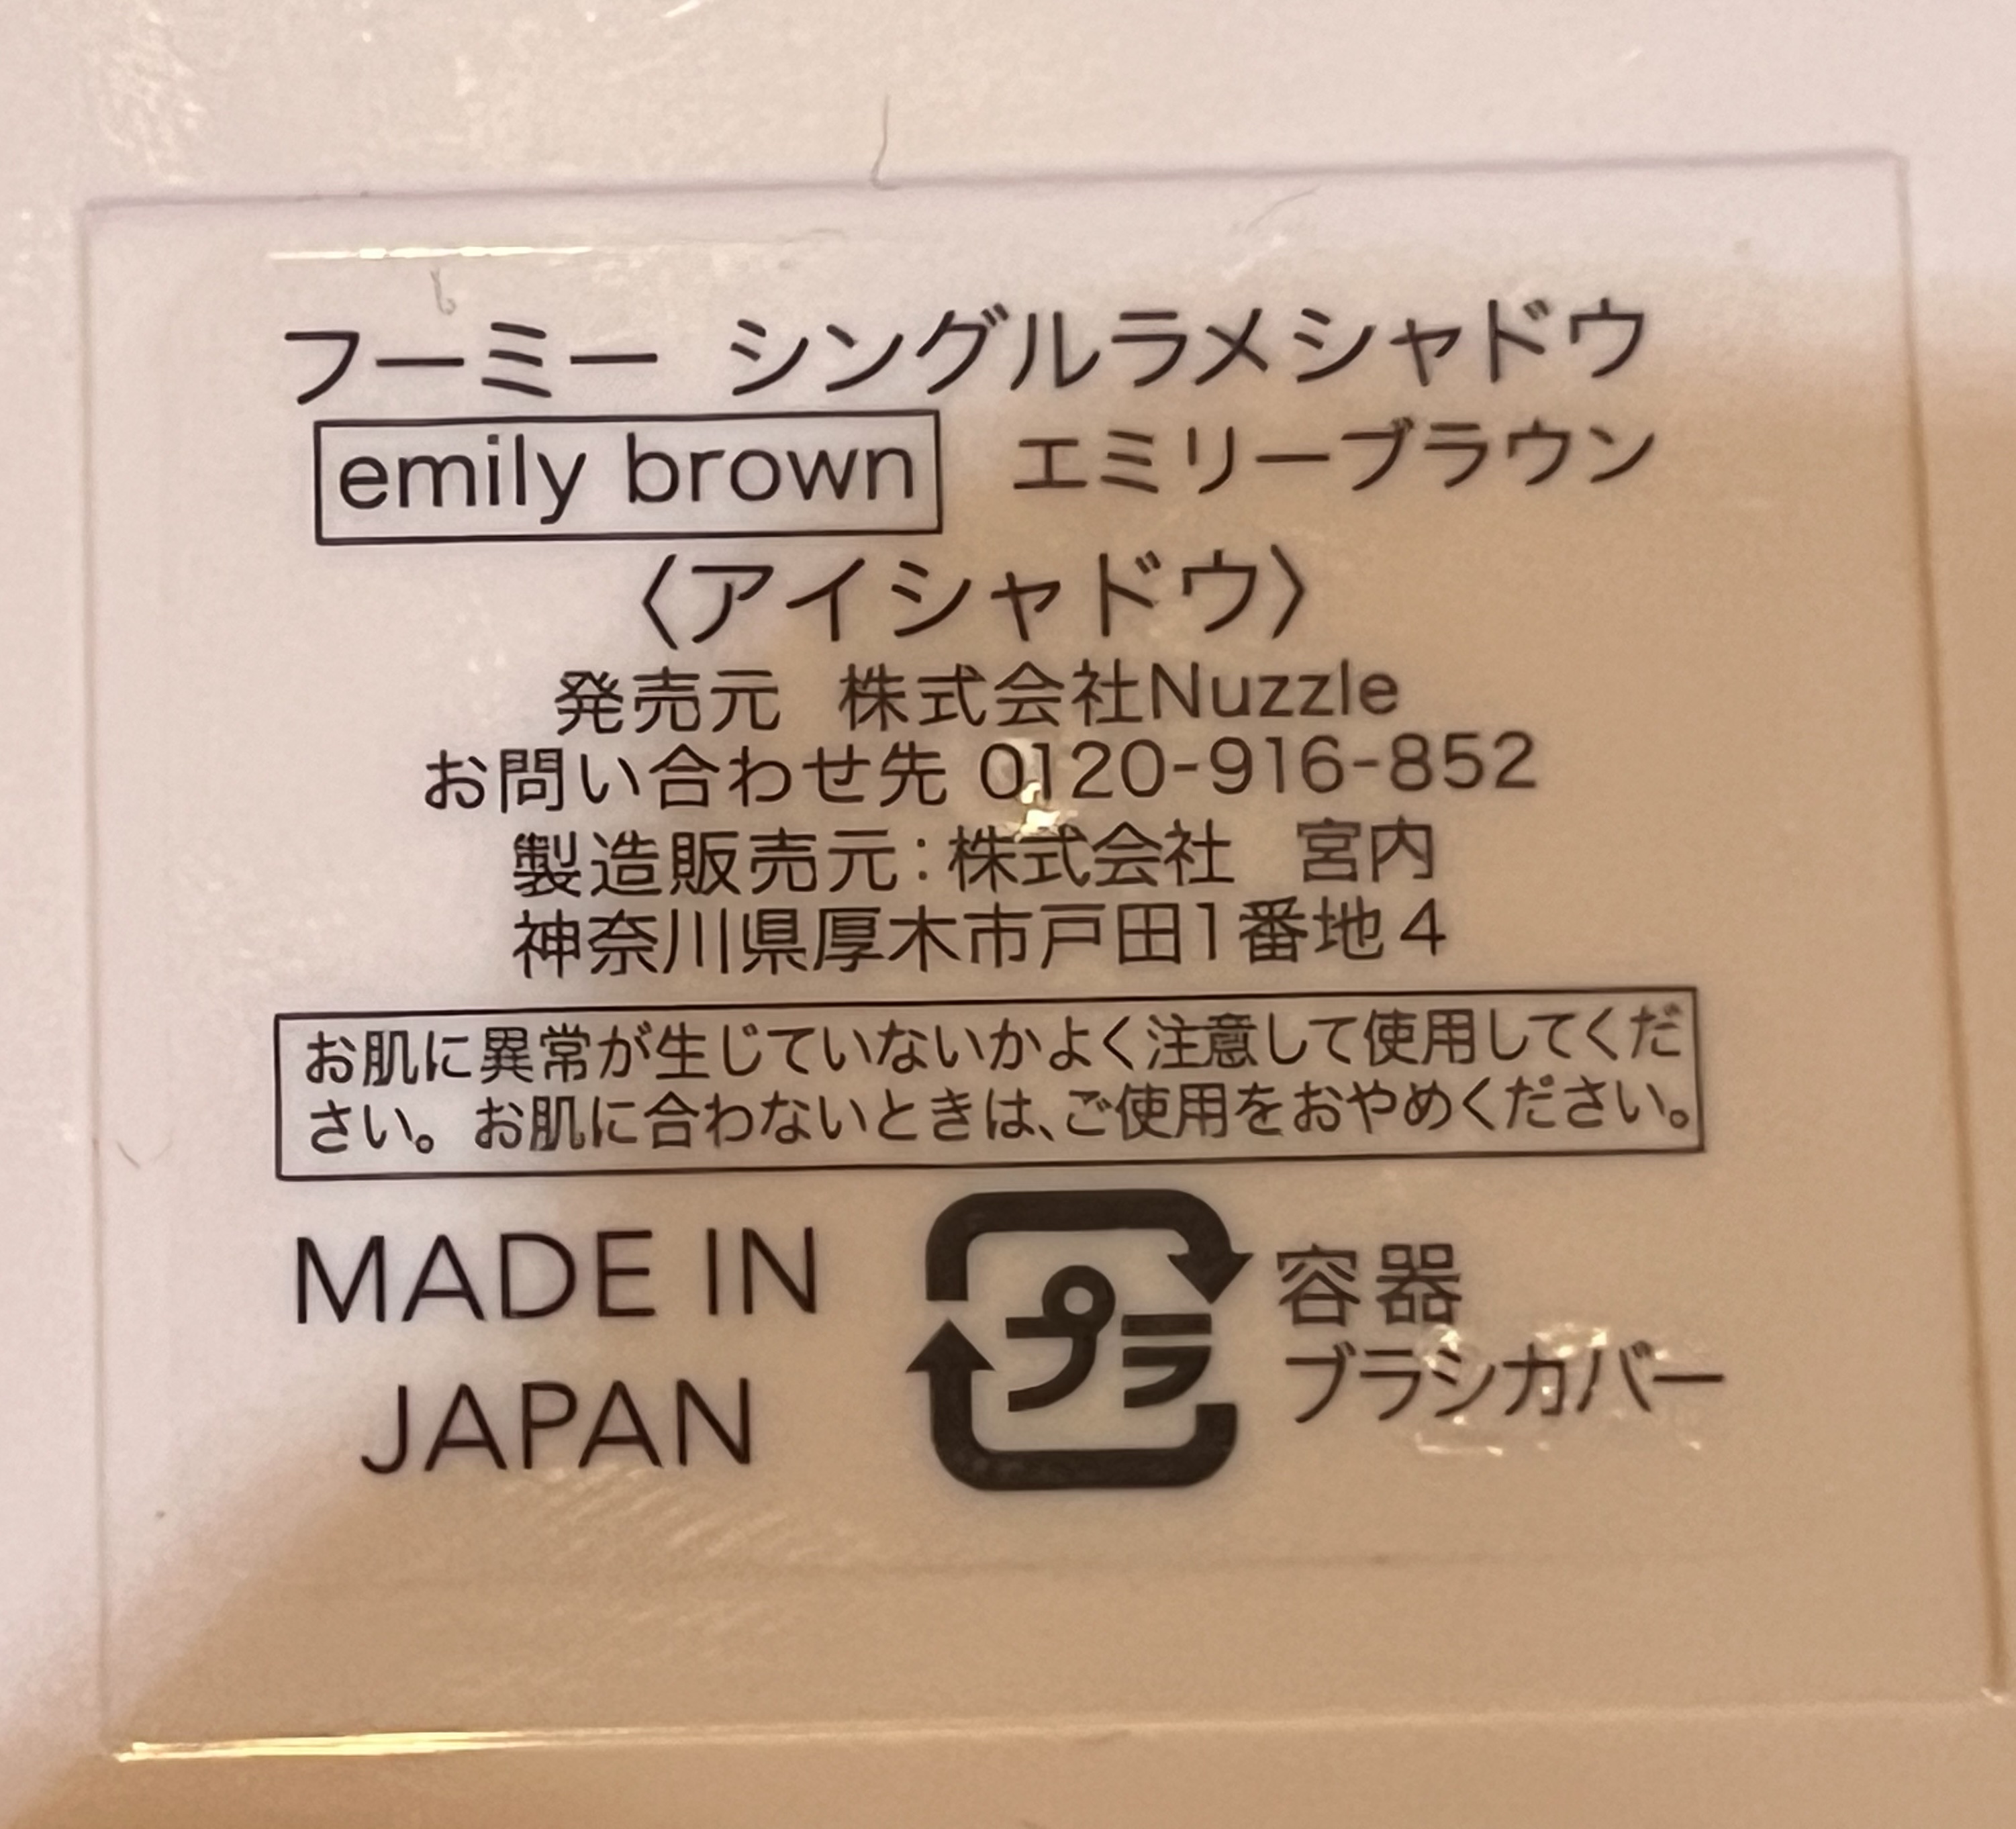 フーミー シングルラメシャドウ
emily brown エミリーブラウン
〈アイシャドウ〉
発売元 株式会社Nuzzle
お問い合わせ先 0120-916-852
製造販売元：株式会社 宮内
神奈川県厚木市戸田1番地4
お肌に異常が生じていないかよく注意して使用してくだ
さい。お肌に合わないときは、ご使用をおやめください。
MADE IN
JAPAN
プラ
容器
ブラシカバー